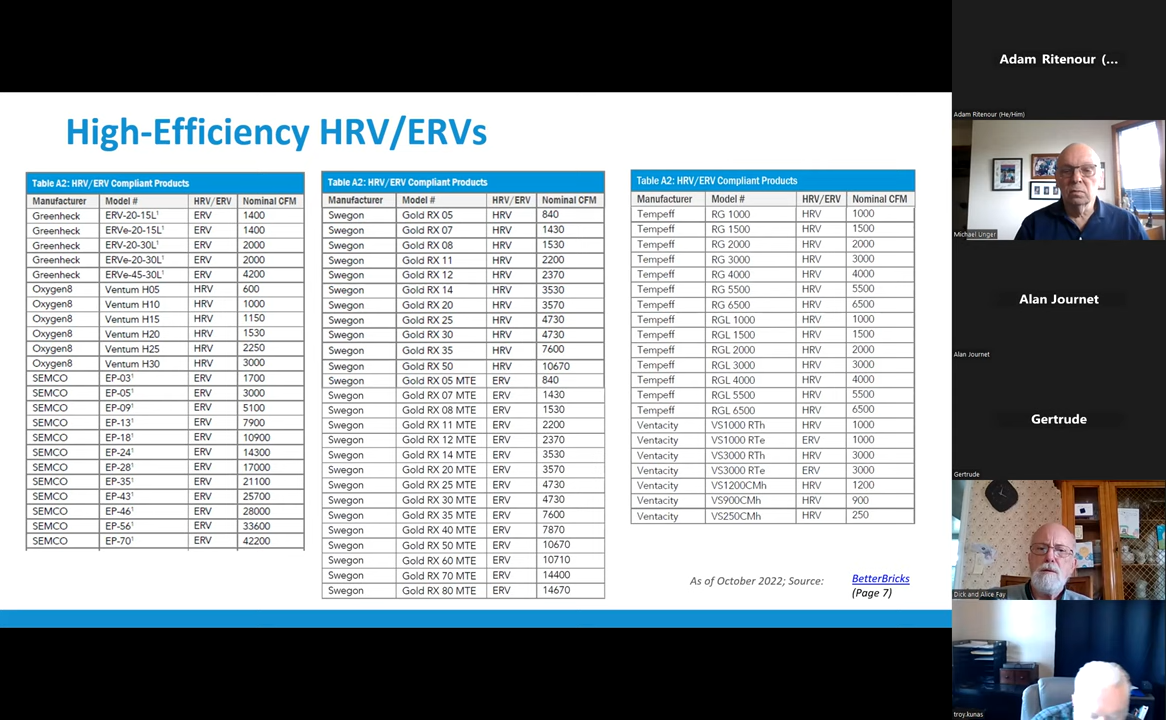 High-Efficiency HRV/ERVs
Table A2: HRV/ERV Compliant Products
Manufacturer Model # HRV/ERV Nominal CFM
Greenheck ERV-20-15L¹ ERV 1400
Greenheck ERVe-20-15L¹ ERV 1400
Greenheck ERV-20-30L¹ ERV 2000
Greenheck ERVe-20-30L¹ ERV 2000
Greenheck ERVe-45-30L¹ ERV 4200
Oxygen8 Ventum H05 HRV 600
Oxygen8 Ventum H10 HRV 1000
Oxygen8 Ventum H15 HRV 1150
Oxygen8 Ventum H20 HRV 1530
Oxygen8 Ventum H25 HRV 2250
Oxygen8 Ventum H30 HRV 3000
SEMCO EP-03¹ ERV 1700
SEMCO EP-05¹ ERV 3000
SEMCO EP-09¹ ERV 5100
SEMCO EP-13¹ ERV 7900
SEMCO EP-18¹ ERV 10900
SEMCO EP-24¹ ERV 14300
SEMCO EP-28¹ ERV 17000
SEMCO EP-35¹ ERV 21100
SEMCO EP-43¹ ERV 25700
SEMCO EP-46¹ ERV 28000
SEMCO EP-56¹ ERV 33600
SEMCO EP-70¹ ERV 42200
Table A2: HRV/ERV Compliant Products
Manufacturer Model # HRV/ERV Nominal CFM
Swegon Gold RX 05 HRV 840
Swegon Gold RX 07 HRV 1430
Swegon Gold RX 08 HRV 1530
Swegon Gold RX 11 HRV 2200
Swegon Gold RX 12 HRV 2370
Swegon Gold RX 14 HRV 3530
Swegon Gold RX 20 HRV 3570
Swegon Gold RX 25 HRV 4730
Swegon Gold RX 30 HRV 4730
Swegon Gold RX 35 HRV 7600
Swegon Gold RX 50 HRV 10670
Swegon Gold RX 05 MTE ERV 840
Swegon Gold RX 07 MTE ERV 1430
Swegon Gold RX 08 MTE ERV 1530
Swegon Gold RX 11 MTE ERV 2200
Swegon Gold RX 12 MTE ERV 2370
Swegon Gold RX 14 MTE ERV 3530
Swegon Gold RX 20 MTE ERV 3570
Swegon Gold RX 25 MTE ERV 4730
Swegon Gold RX 30 MTE ERV 4730
Swegon Gold RX 35 MTE ERV 7600
Swegon Gold RX 40 MTE ERV 7870
Swegon Gold RX 50 MTE ERV 10670
Swegon Gold RX 60 MTE ERV 10710
Swegon Gold RX 70 MTE ERV 14400
Swegon Gold RX 80 MTE ERV 14670
Table A2: HRV/ERV Compliant Products
Manufacturer Model # HRV/ERV Nominal CFM
Tempeff RG 1000 HRV 1000
Tempeff RG 1500 HRV 1500
Tempeff RG 2000 HRV 2000
Tempeff RG 3000 HRV 3000
Tempeff RG 4000 HRV 4000
Tempeff RG 5500 HRV 5500
Tempeff RG 6500 HRV 6500
Tempeff RGL 1000 HRV 1000
Tempeff RGL 1500 HRV 1500
Tempeff RGL 2000 HRV 2000
Tempeff RGL 3000 HRV 3000
Tempeff RGL 4000 HRV 4000
Tempeff RGL 5500 HRV 5500
Tempeff RGL 6500 HRV 6500
Ventacity VS1000 RTh HRV 1000
Ventacity VS1000 RTe ERV 1000
Ventacity VS3000 RTh HRV 3000
Ventacity VS3000 RTe ERV 3000
Ventacity VS1200CMh HRV 1200
Ventacity VS900CMh HRV 900
Ventacity VS250CMh HRV 250
As of October 2022; Source: BetterBricks
(Page 7)
Adam Ritenour (...
Adam Ritenour (He/Him)
Michael Unger
Alan Journet
Alan Journet
Gertrude
Gertrude
Dick and Alice Fay
troy.kunas